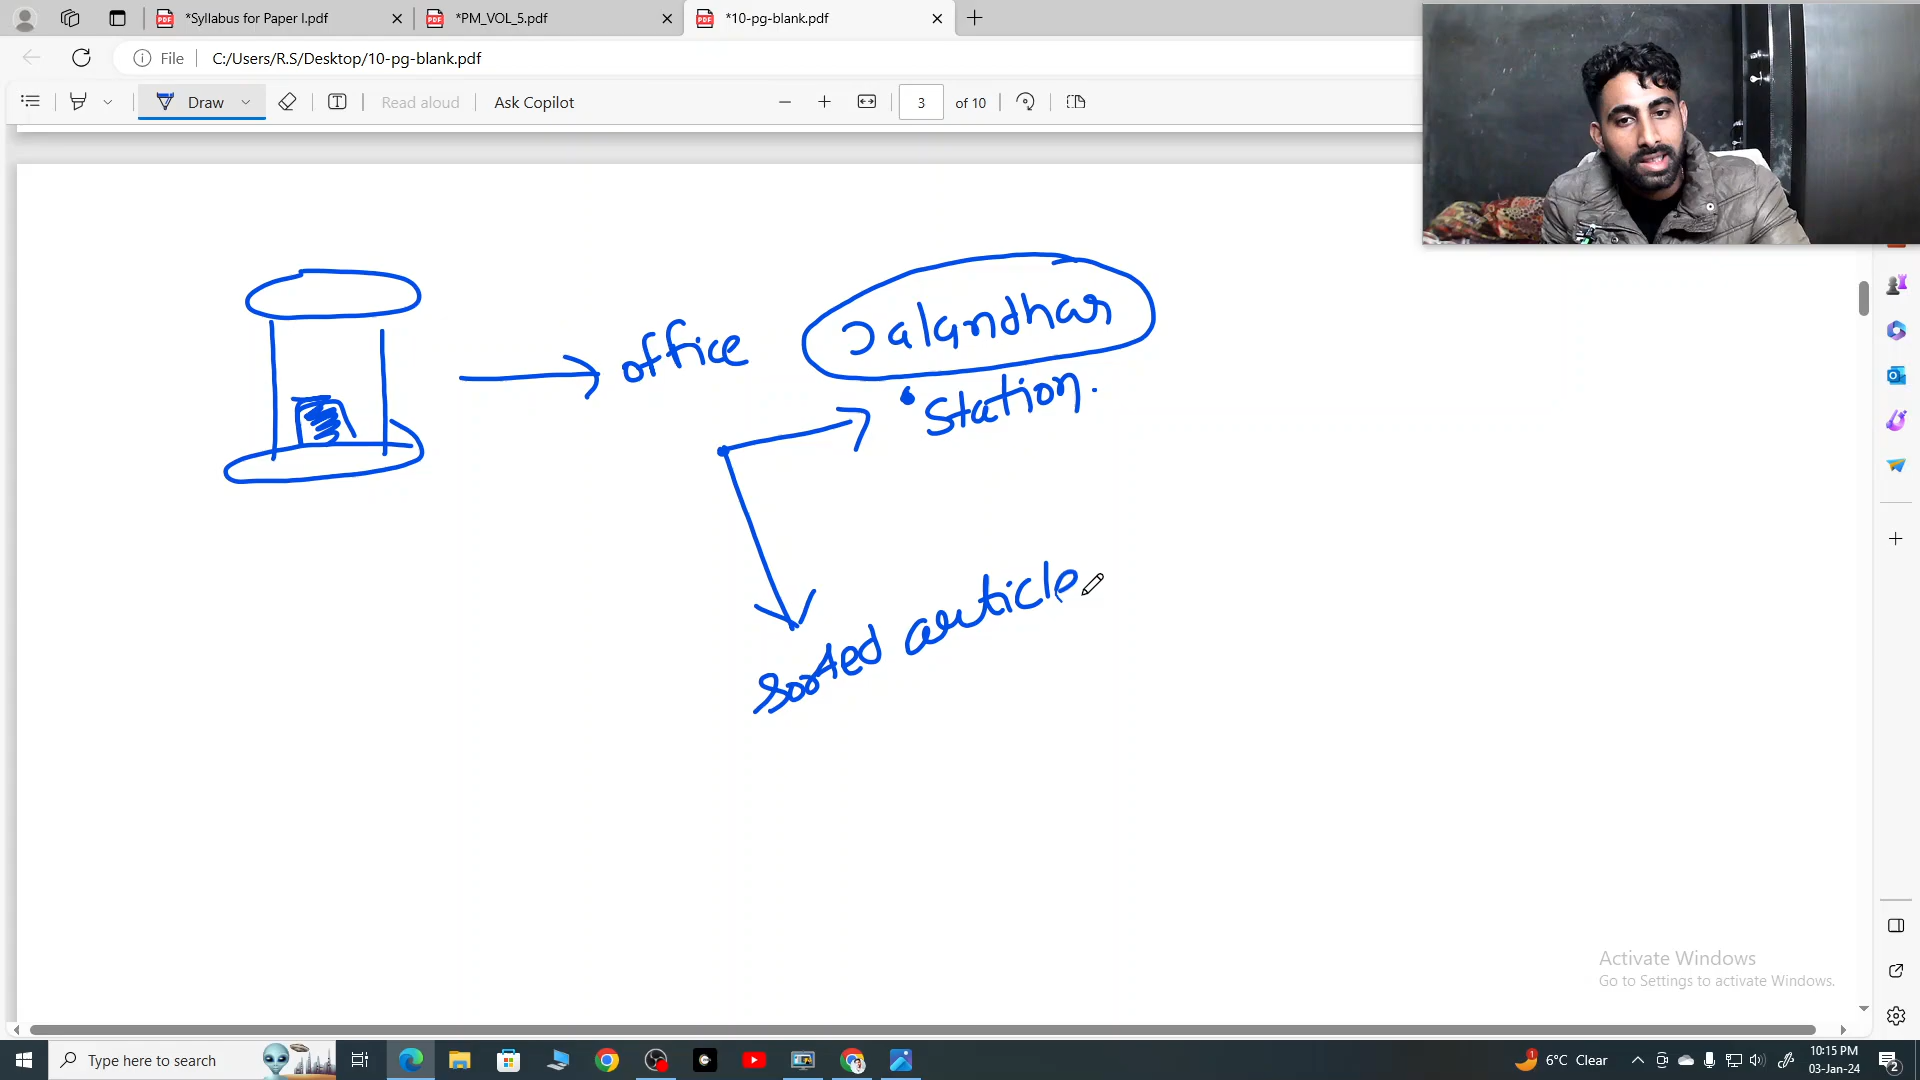 *Syllabus for Paper I.pdf
*PM_VOL_5.pdf
*10-pg-blank.pdf
File
C:/Users/R.S/Desktop/10-pg-blank.pdf
Draw
Read aloud
Ask Copilot
3
of 10
office
Jalandhar
Station.
Sorted article
Activate Windows
Go to Settings to activate Windows.
Type here to search
1
6°C Clear
10:15 PM
03-Jan-24
2